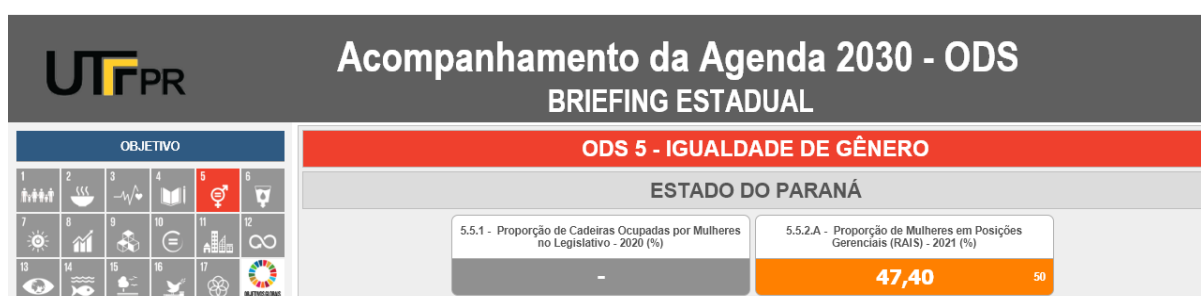 UTFPR
Acompanhamento da Agenda 2030 - ODS
BRIEFING ESTADUAL
OBJETIVO
ODS 5 - IGUALDADE DE GÊNERO
ESTADO DO PARANÁ
1 2 3 4 5 6
7 8 9 10 11 12
13 14 15 16 17
OBJETIVOS GLOBAIS
5.5.1 - Proporção de Cadeiras Ocupadas por Mulheres
no Legislativo - 2020 (%)
-
5.5.2.A - Proporção de Mulheres em Posições
Gerenciais (RAIS) - 2021 (%)
47,40 50